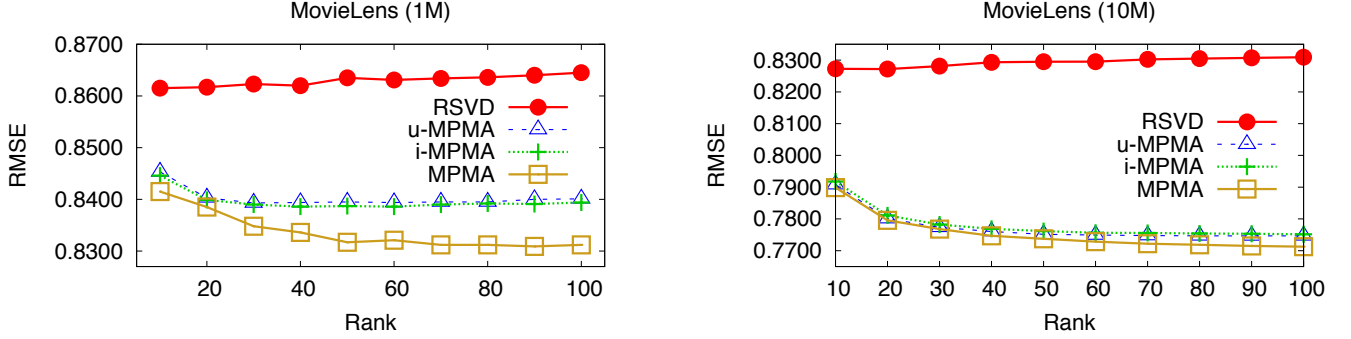 MovieLens (1M)
0.8700
0.8600
0.8500
0.8400
0.8300
RMSE
RSVD
u-MPMA
i-MPMA
MPMA
20 40 60 80 100
Rank
MovieLens (10M)
0.8300
0.8200
0.8100
0.8000
0.7900
0.7800
0.7700
RMSE
RSVD
u-MPMA
i-MPMA
MPMA
10 20 30 40 50 60 70 80 90 100
Rank